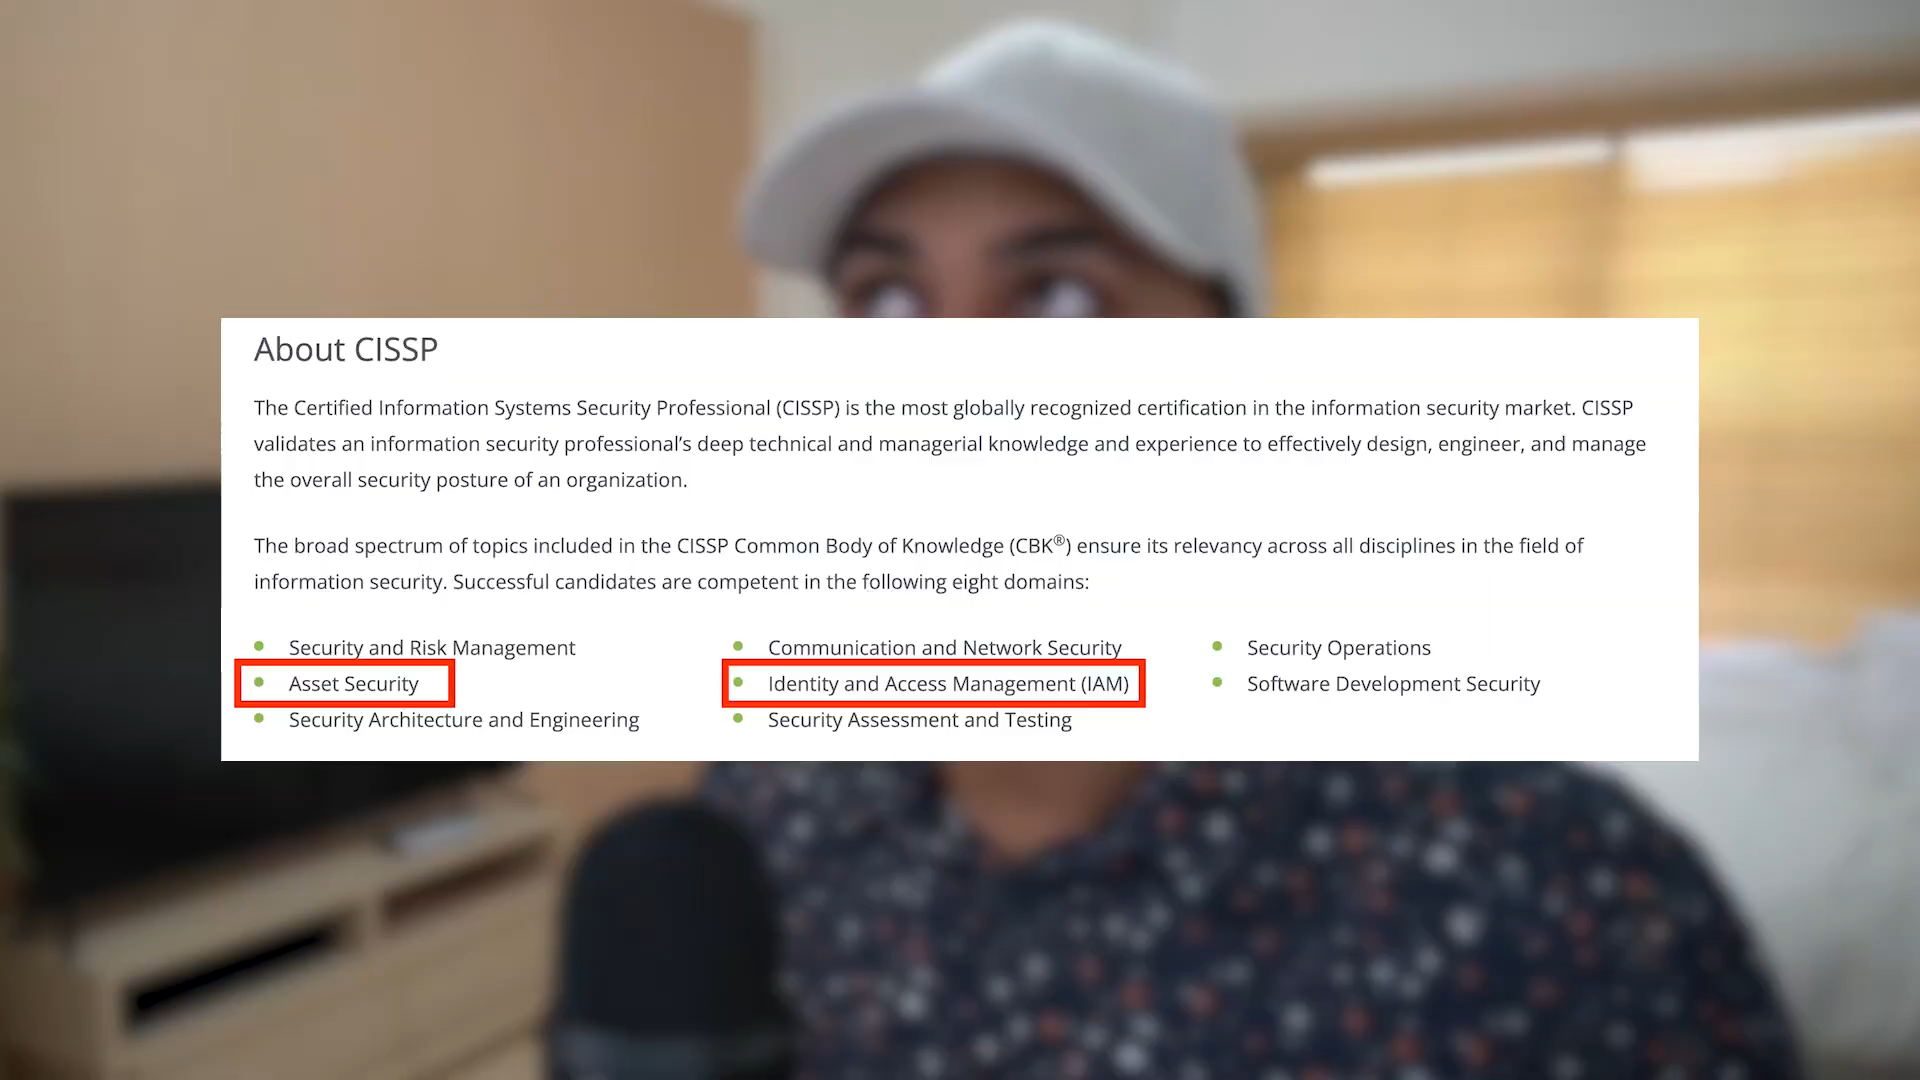 About CISSP
The Certified Information Systems Security Professional (CISSP) is the most globally recognized certification in the information security market. CISSP
validates an information security professional’s deep technical and managerial knowledge and experience to effectively design, engineer, and manage
the overall security posture of an organization.
The broad spectrum of topics included in the CISSP Common Body of Knowledge (CBK®) ensure its relevancy across all disciplines in the field of
information security. Successful candidates are competent in the following eight domains:
• Security and Risk Management
• Asset Security
• Security Architecture and Engineering
• Communication and Network Security
• Identity and Access Management (IAM)
• Security Assessment and Testing
• Security Operations
• Software Development Security